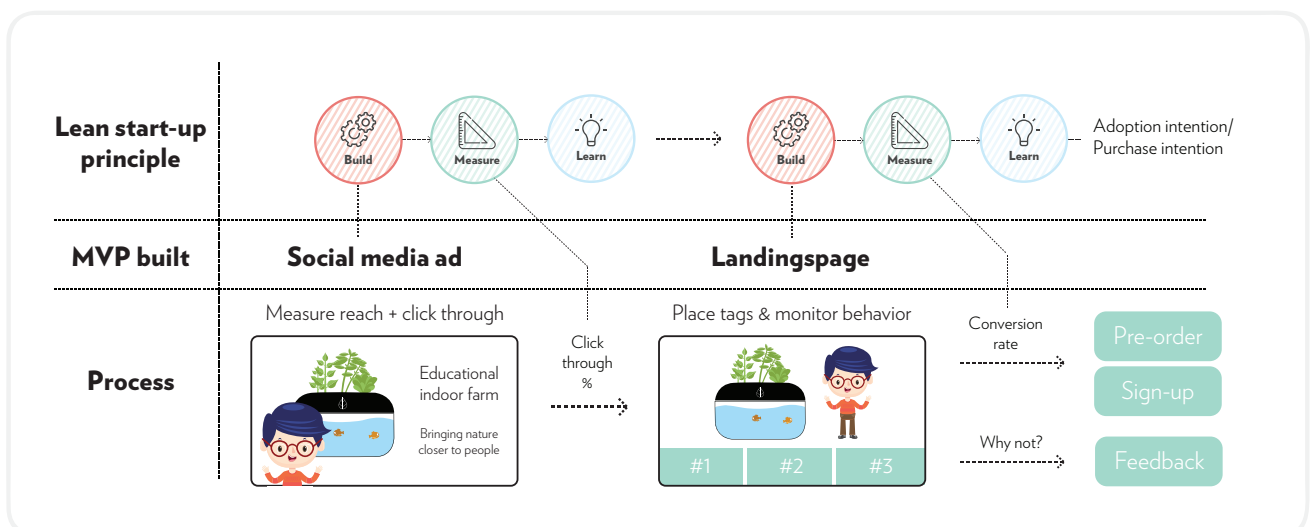 Lean start-up
principle
Build
Measure
Learn
Build
Measure
Learn
Adoption intention/
Purchase intention
MVP built
Social media ad
Landingspage
Process
Measure reach + click through
Educational
indoor farm
Bringing nature
closer to people
Click
through
%
Place tags & monitor behavior
#1
#2
#3
Conversion
rate
Why not?
Pre-order
Sign-up
Feedback